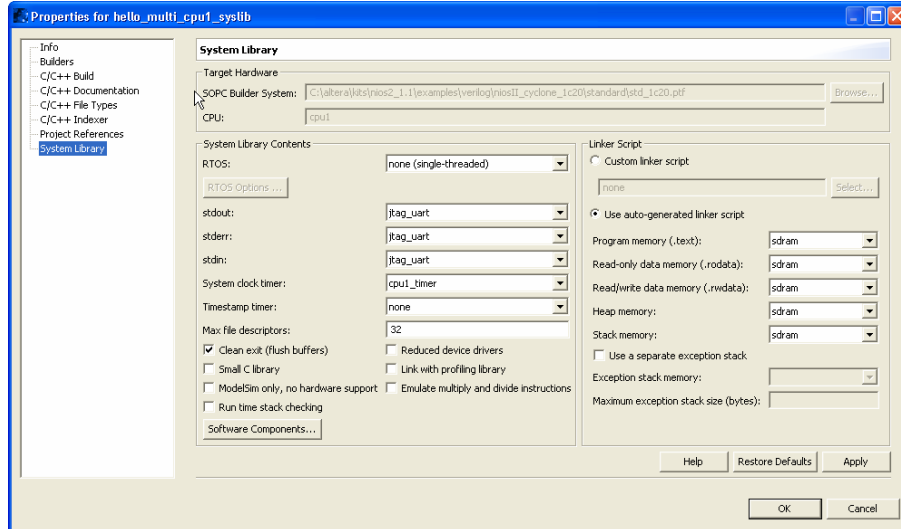 Properties for hello_multi_cpu1_syslib
Info
Builders
C/C++ Build
C/C++ Documentation
C/C++ File Types
C/C++ Indexer
Project References
System Library
System Library
Target Hardware
SOPC Builder System: C:\altera\kits\nios2_1.1\examples\verilog\niosII_cyclone_1c20\standard\std_1c20.ptf Browse...
CPU: cpu1
System Library Contents
RTOS: none (single-threaded)
RTOS Options ...
stdout: jtag_uart
stderr: jtag_uart
stdin: jtag_uart
System clock timer: cpu1_timer
Timestamp timer: none
Max file descriptors: 32
Clean exit (flush buffers) Reduced device drivers
Small C library Link with profiling library
ModelSim only, no hardware support Emulate multiply and divide instructions
Run time stack checking
Software Components...
Linker Script
Custom linker script
none Select...
Use auto-generated linker script
Program memory (.text): sdram
Read-only data memory (.rodata): sdram
Read/write data memory (.rwdata): sdram
Heap memory: sdram
Stack memory: sdram
Use a separate exception stack
Exception stack memory:
Maximum exception stack size (bytes):
Help Restore Defaults Apply
OK Cancel